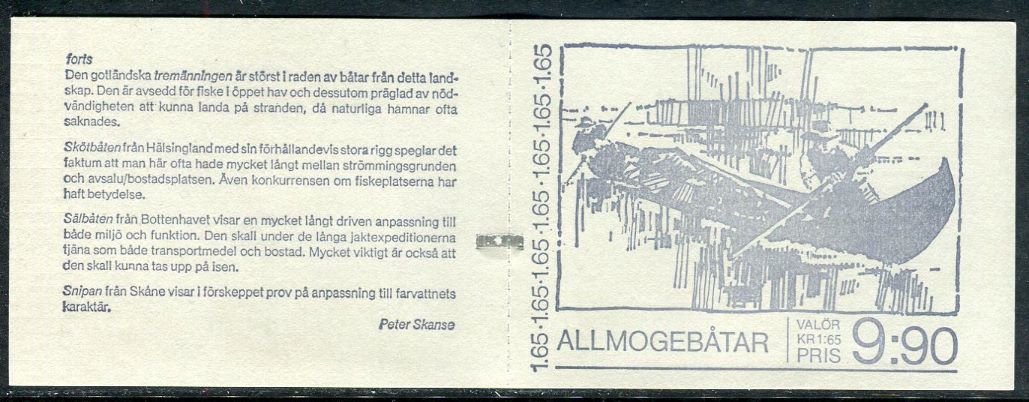 forts
Den gotländska tremänningen är störst i raden av båtar från detta land-
skap. Den är avsedd för fiske i öppet hav och dessutom präglad av nöd-
vändigheten att kunna landa på stranden, då naturliga hamnar ofta
saknades.
Skötbåten från Hälsingland med sin förhållandevis stora rigg speglar det
faktum att man här ofta hade mycket långt mellan strömmingsgrunden
och avsalu/bostadsplatsen. Även konkurrensen om fiskeplatserna har
haft betydelse.
Sälbåten från Bottenhavet visar en mycket långt driven anpassning till
både miljö och funktion. Den skall under de långa jaktexpeditionerna
tjäna som både transportmedel och bostad. Mycket viktigt är också att
den skall kunna tas upp på isen.
Snipan från Skåne visar i förskeppet prov på anpassning till farvattnets
karaktär.
Peter Skanse
1.65·1.65·1.65·1.65·1.65·1.65
ALLMOGEBÅTAR
VALÖR
KR 1:65
PRIS
9:90